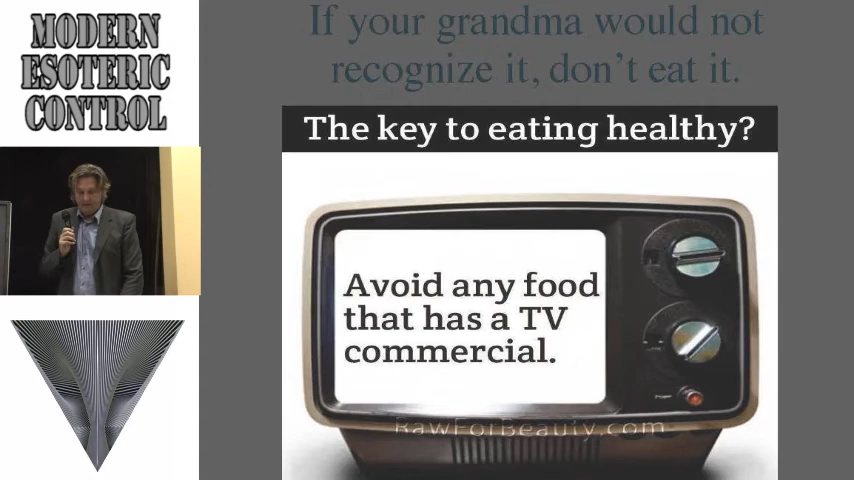 MODERN
ESOTERIC
CONTROL
If your grandma would not
recognize it, don't eat it.
The key to eating healthy?
Avoid any food
that has a TV
commercial.
Power
RawForBeauty.com